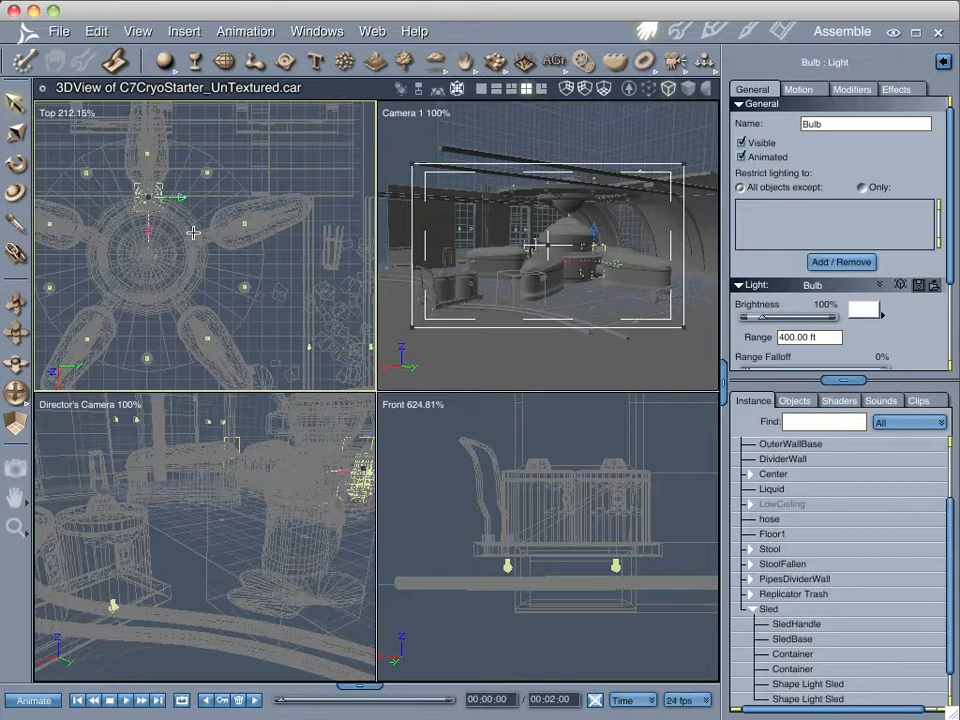 File Edit View Insert Animation Windows Web Help Assemble
AGr
3DView of C7CryoStarter_UnTextured.car
Top 212.15%
Camera 1 100%
Director's Camera 100%
Front 624.81%
Z
Y
Z
Y
Z
Y
Z
Bulb : Light
General Motion Modifiers Effects
General
Name: Bulb
Visible
Animated
Restrict lighting to:
All objects except: Only:
Add / Remove
Light: Bulb
Brightness 100%
Range 400.00 ft
Range Falloff 0%
Instance Objects Shaders Sounds Clips
Find: All
OuterWallBase
DividerWall
Center
Liquid
LowCeiling
hose
Floor1
Stool
StoolFallen
PipesDividerWall
Replicator Trash
Sled
SledHandle
SledBase
Container
Container
Shape Light Sled
Shape Light Sled
Animate 00:00:00 / 00:02:00 Time 24 fps